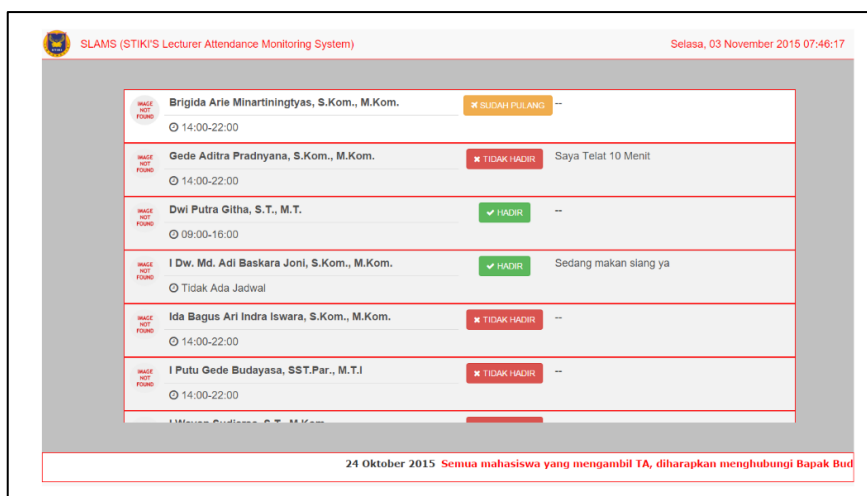 SLAMS (STIKI'S Lecturer Attendance Monitoring System) Selasa, 03 November 2015 07:46:17
IMAGE NOT FOUND
Brigida Arie Minartiningtyas, S.Kom., M.Kom. SUDAH PULANG --
14:00-22:00
IMAGE NOT FOUND
Gede Aditra Pradnyana, S.Kom., M.Kom. TIDAK HADIR Saya Telat 10 Menit
14:00-22:00
IMAGE NOT FOUND
Dwi Putra Githa, S.T., M.T. HADIR --
09:00-16:00
IMAGE NOT FOUND
I Dw. Md. Adi Baskara Joni, S.Kom., M.Kom. HADIR Sedang makan siang ya
Tidak Ada Jadwal
IMAGE NOT FOUND
Ida Bagus Ari Indra Iswara, S.Kom., M.Kom. TIDAK HADIR --
14:00-22:00
IMAGE NOT FOUND
I Putu Gede Budayasa, SST.Par., M.T.I TIDAK HADIR --
14:00-22:00
24 Oktober 2015 Semua mahasiswa yang mengambil TA, diharapkan menghubungi Bapak Bud